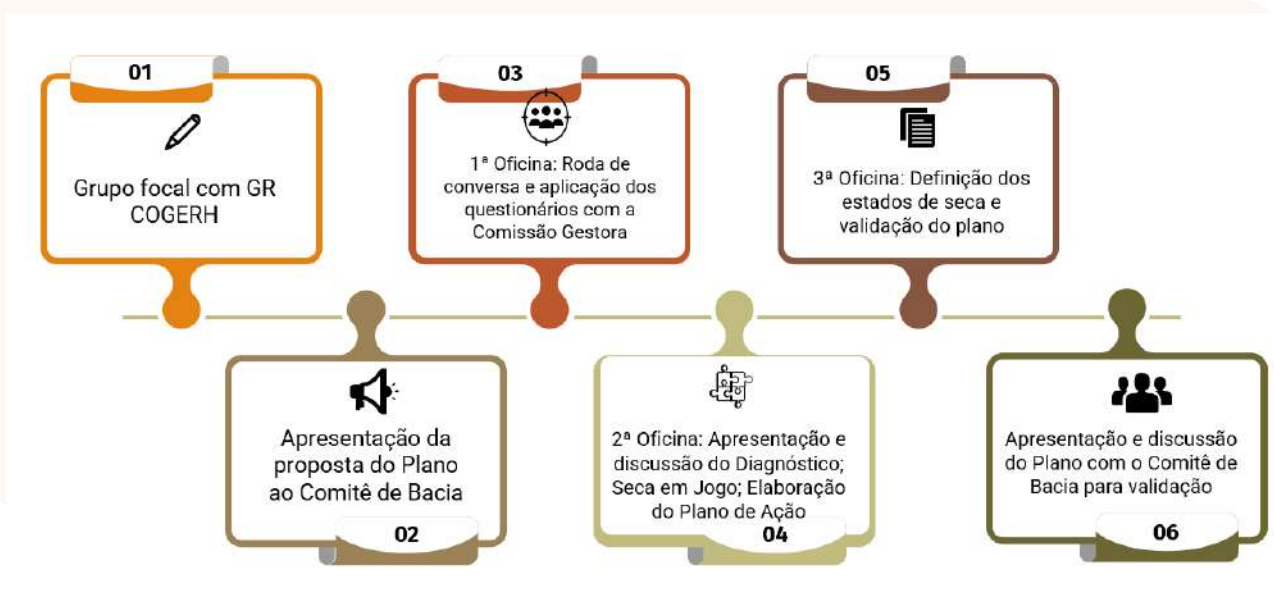 01
Grupo focal com GR
COGERH
02
Apresentação da
proposta do Plano
ao Comitê de Bacia
03
1ª Oficina: Roda de
conversa e aplicação dos
questionários com a
Comissão Gestora
04
2ª Oficina: Apresentação e
discussão do Diagnóstico;
Seca em Jogo; Elaboração
do Plano de Ação
05
3ª Oficina: Definição dos
estados de seca e
validação do plano
06
Apresentação e discussão
do Plano com o Comitê de
Bacia para validação